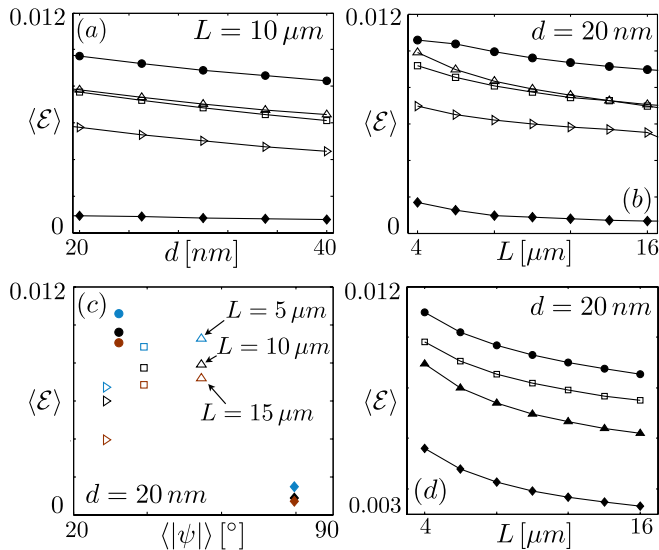 0.012 (a) L = 10 μm
⟨ℰ⟩
0
20 d [nm] 40
0.012 d = 20 nm
⟨ℰ⟩
(b)
0
4 L [μm] 16
0.012 (c)
L = 5 μm
L = 10 μm
⟨ℰ⟩
L = 15 μm
d = 20 nm
0
20 ⟨|ψ|⟩ [°] 90
0.012 d = 20 nm
⟨ℰ⟩
(d)
0.003
4 L [μm] 16